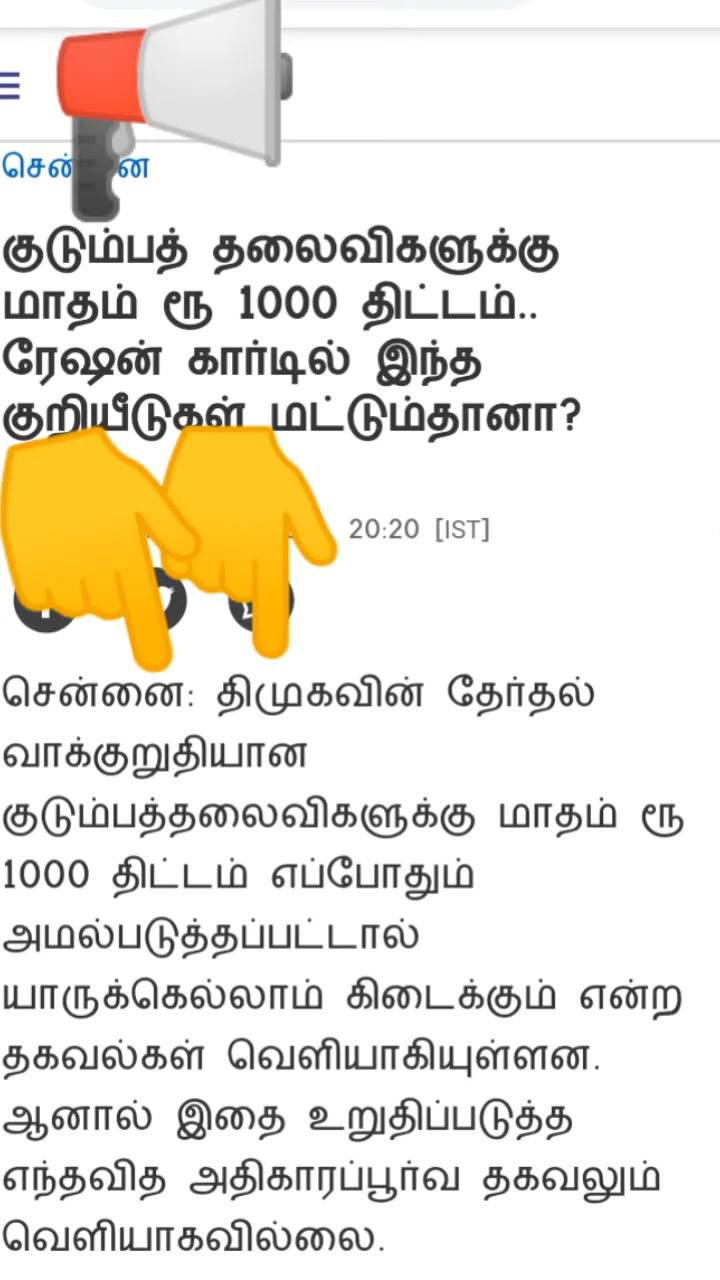 குடும்பத் தலைவிகளுக்கு
மாதம் ரூ 1000 திட்டம்..
ரேஷன் கார்டில் இந்த
குறியீடுகள் மட்டும்தானா?
20:20 [IST]
சென்னை: திமுகவின் தேர்தல்
வாக்குறுதியான
குடும்பத்தலைவிகளுக்கு மாதம் ரூ
1000 திட்டம் எப்போதும்
அமல்படுத்தப்பட்டால்
யாருக்கெல்லாம் கிடைக்கும் என்ற
தகவல்கள் வெளியாகியுள்ளன.
ஆனால் இதை உறுதிப்படுத்த
எந்தவித அதிகாரப்பூர்வ தகவலும்
வெளியாகவில்லை.